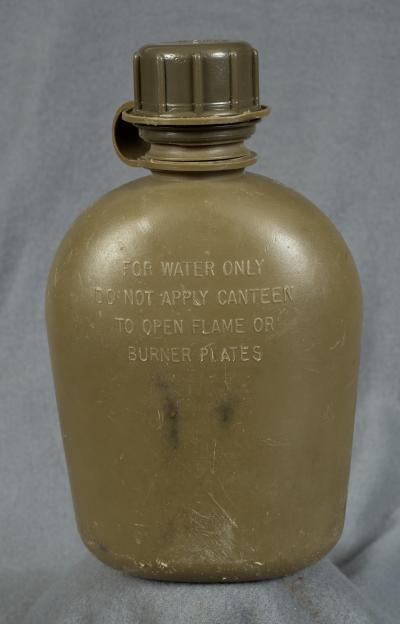 FOR WATER ONLY
DO NOT APPLY CANTEEN
TO OPEN FLAME OR
BURNER PLATES